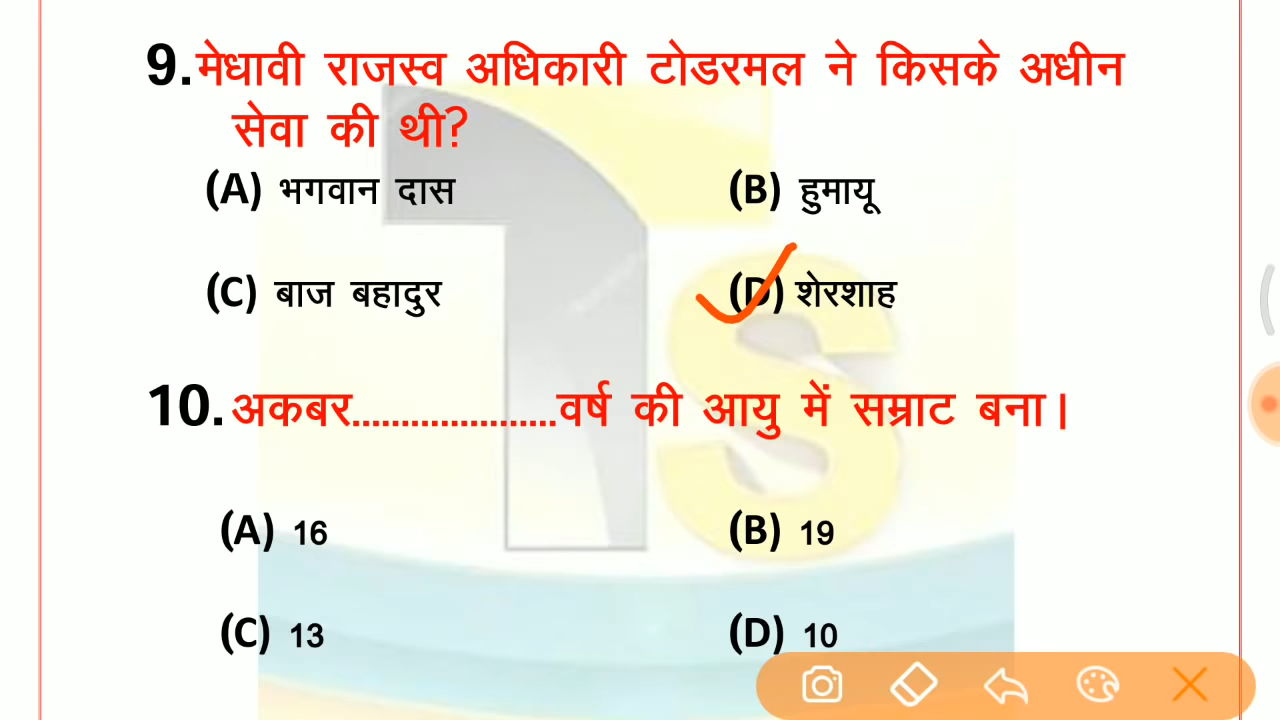 9. मेधावी राजस्व अधिकारी टोडरमल ने किसके अधीन
सेवा की थी?
(A) भगवान दास (B) हुमायू
(C) बाज बहादुर (D) शेरशाह
10. अकबर....................वर्ष की आयु में सम्राट बना।
(A) 16 (B) 19
(C) 13 (D) 10